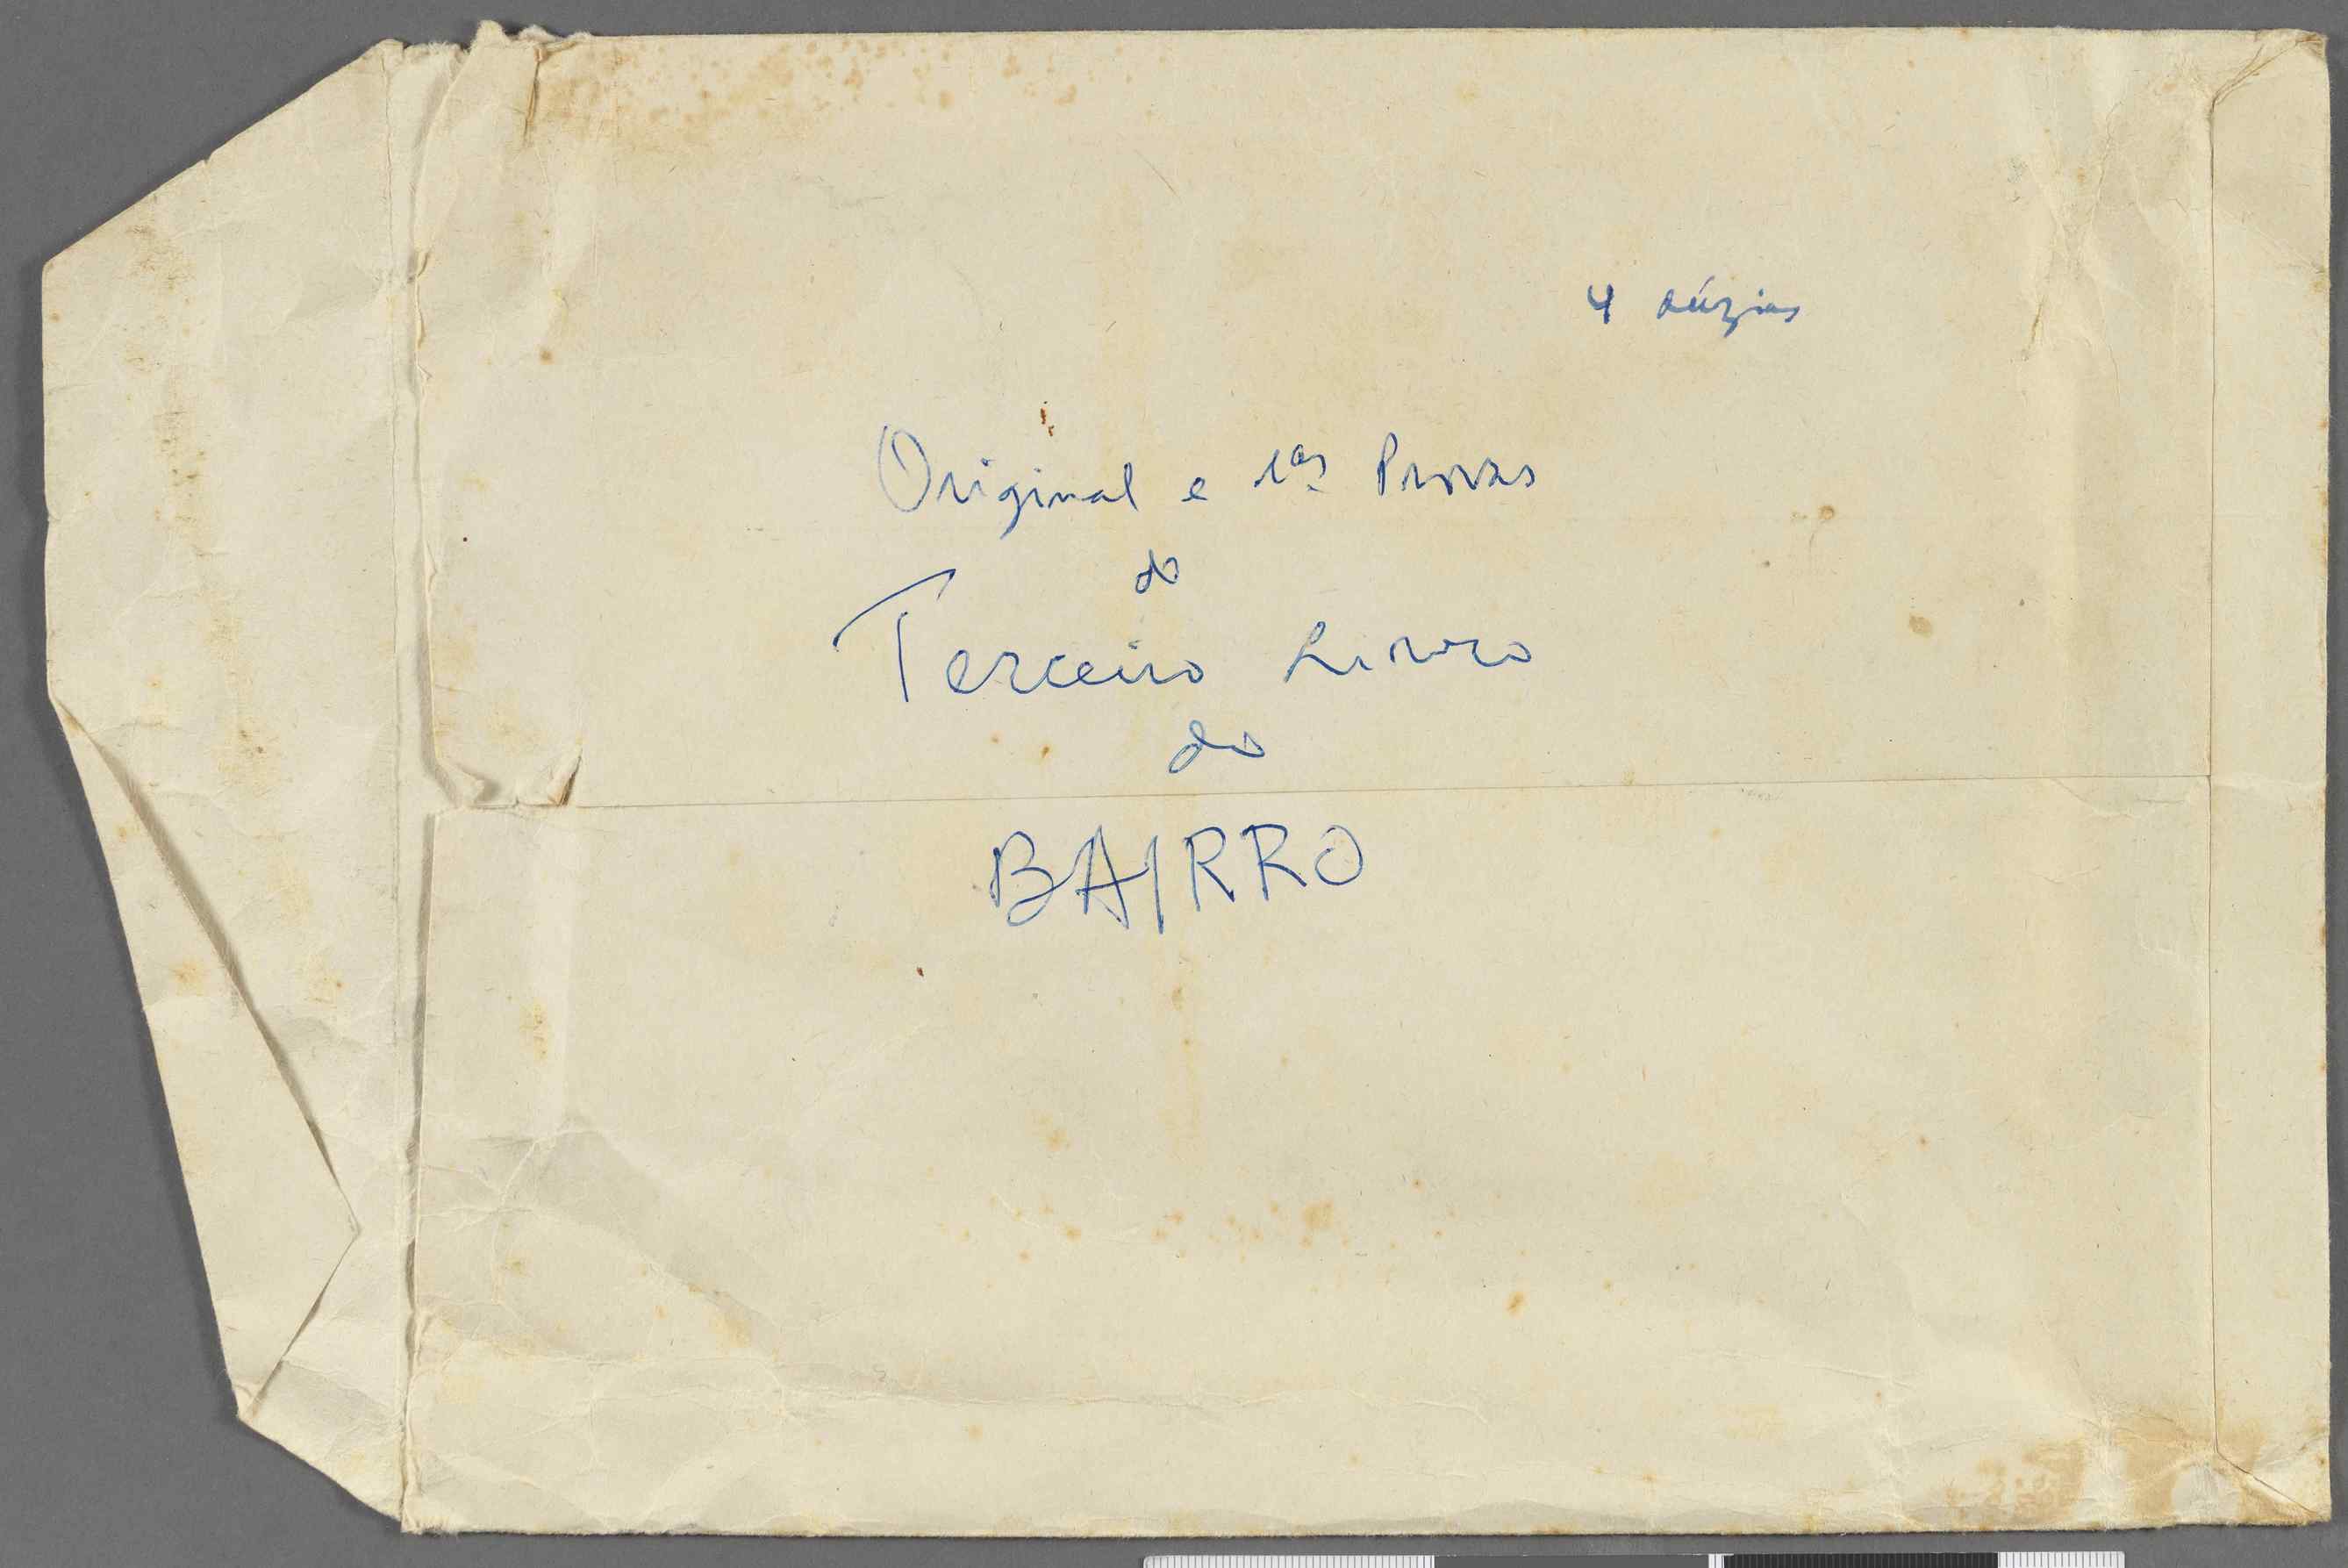 4 dúzias
Original e 1as Provas
do
Terceiro Livro
do
BAIRRO